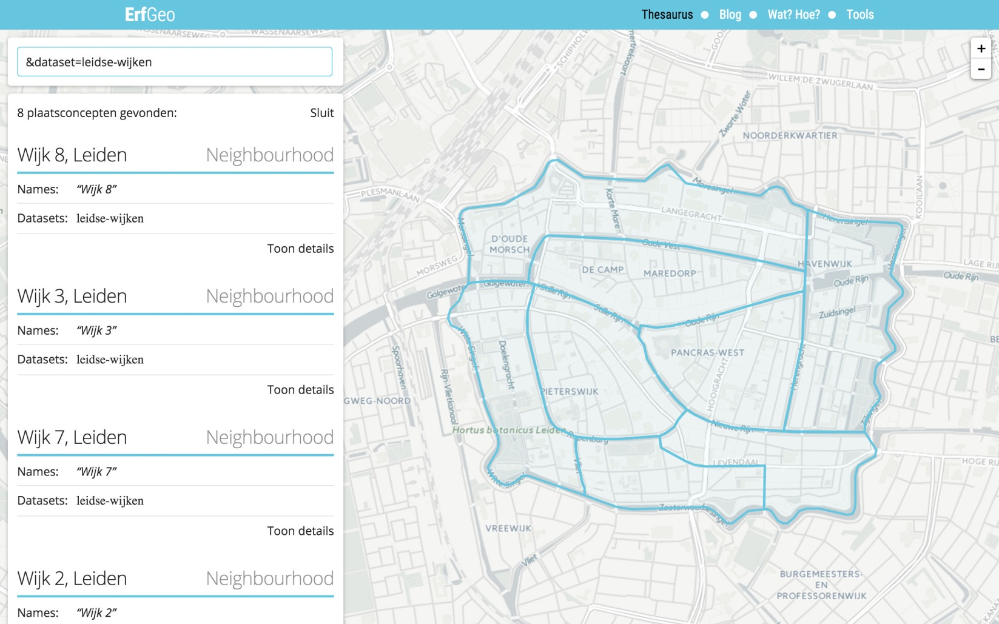 ErfGeo
Thesaurus
Blog
Wat? Hoe?
Tools
&dataset=leidse-wijken
8 plaatsconcepten gevonden:
Sluit
Wijk 8, Leiden
Neighbourhood
Names: “Wijk 8”
Datasets: leidse-wijken
Toon details
Wijk 3, Leiden
Neighbourhood
Names: “Wijk 3”
Datasets: leidse-wijken
Toon details
Wijk 7, Leiden
Neighbourhood
Names: “Wijk 7”
Datasets: leidse-wijken
Toon details
Wijk 2, Leiden
Neighbourhood
Names: “Wijk 2”
+
-
WASSENAARSEWEG
SCHIPHOLW
WILLEM DE ZWIJGERLAAN
Zwarte Water
NOORDERKWARTIER
KOOILAAN
PLESMANLAAN
Maresingel
Korte Mare
LANGEGRACHT
Herensingel
Herensingel
Morssingel
D'OUDE
MORSCH
Oude Vest
DE CAMP
MAREDORP
HAVENWIJK
MORSWEG
LAGE RIJ
Oude Rijn
Oude Rijn
Galgewater
Galgewater
Stille Rijn
Stille Rijn
Oude Rijn
Zuidsingel
Witte Singel
Doelengracht
PANCRAS-WEST
Herengracht
HOOIGRACHT
Spoorhaven
Rijn-Vlietkanaal
PIETERSWIJK
GWEG-NOORD
Zijlsingel
Hortus botanicus Leiden
Rapenburg
Nieuwe Rijn
Vliet
LEVENDAAL
HOGE RIJ
Witte Singel
Zoeterwoudsesingel
VREEWIJK
Vliet
BURGEMEESTERS-
EN
PROFESSORENWIJK